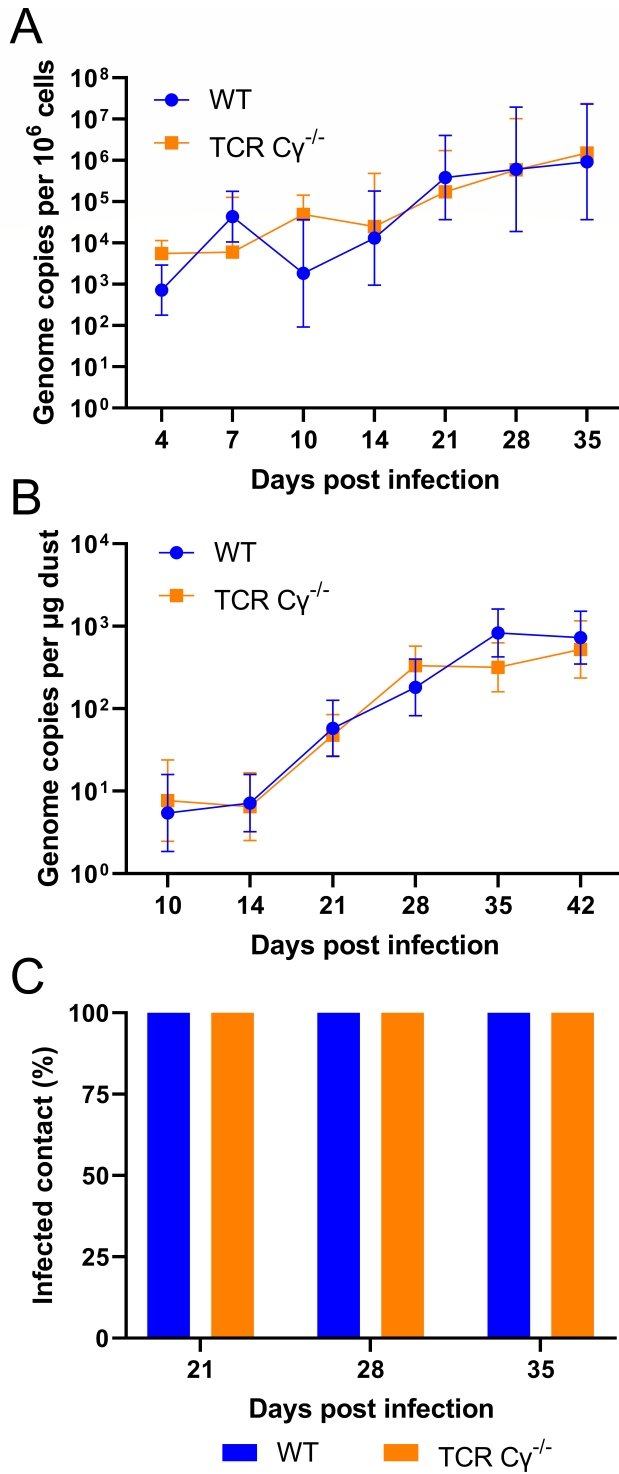 A
Genome copies per 10⁶ cells
10⁸
10⁷
10⁶
10⁵
10⁴
10³
10²
10¹
10⁰
WT
TCR Cγ⁻/⁻
4 7 10 14 21 28 35
Days post infection
B
Genome copies per µg dust
10⁴
10³
10²
10¹
10⁰
WT
TCR Cγ⁻/⁻
10 14 21 28 35 42
Days post infection
C
Infected contact (%)
100
75
50
25
0
21 28 35
Days post infection
WT TCR Cγ⁻/⁻